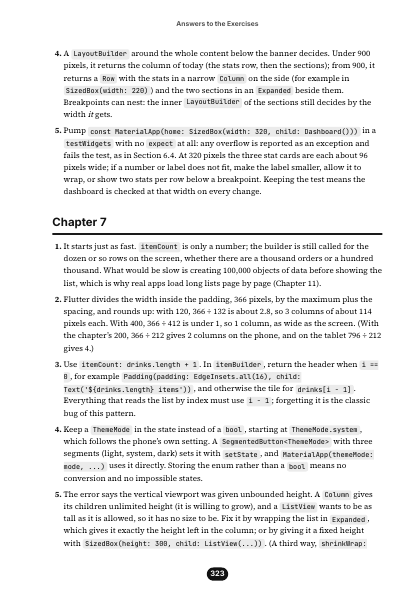 Answers to the Exercises
4. A LayoutBuilder around the whole content below the banner decides. Under 900
pixels, it returns the column of today (the stats row, then the sections); from 900, it
returns a Row with the stats in a narrow Column on the side (for example in
SizedBox(width: 220) ) and the two sections in an Expanded beside them.
Breakpoints can nest: the inner LayoutBuilder of the sections still decides by the
width it gets.
5. Pump const MaterialApp(home: SizedBox(width: 320, child: Dashboard())) in a
testWidgets with no expect at all: any overflow is reported as an exception and
fails the test, as in Section 6.4. At 320 pixels the three stat cards are each about 96
pixels wide; if a number or label does not fit, make the label smaller, allow it to
wrap, or show two stats per row below a breakpoint. Keeping the test means the
dashboard is checked at that width on every change.
Chapter 7
1. It starts just as fast. itemCount is only a number; the builder is still called for the
dozen or so rows on the screen, whether there are a thousand orders or a hundred
thousand. What would be slow is creating 100,000 objects of data before showing the
list, which is why real apps load long lists page by page (Chapter 11).
2. Flutter divides the width inside the padding, 366 pixels, by the maximum plus the
spacing, and rounds up: with 120, 366 ÷ 132 is about 2.8, so 3 columns of about 114
pixels each. With 400, 366 ÷ 412 is under 1, so 1 column, as wide as the screen. (With
the chapter's 200, 366 ÷ 212 gives 2 columns on the phone, and on the tablet 796 ÷ 212
gives 4.)
3. Use itemCount: drinks.length + 1 . In itemBuilder , return the header when i ==
0 , for example Padding(padding: EdgeInsets.all(16), child:
Text('${drinks.length} items')) , and otherwise the tile for drinks[i - 1] .
Everything that reads the list by index must use i - 1 ; forgetting it is the classic
bug of this pattern.
4. Keep a ThemeMode in the state instead of a bool , starting at ThemeMode.system ,
which follows the phone's own setting. A SegmentedButton<ThemeMode> with three
segments (light, system, dark) sets it with setState , and MaterialApp(themeMode:
mode, ...) uses it directly. Storing the enum rather than a bool means no
conversion and no impossible states.
5. The error says the vertical viewport was given unbounded height. A Column gives
its children unlimited height (it is willing to grow), and a ListView wants to be as
tall as it is allowed, so it has no size to be. Fix it by wrapping the list in Expanded ,
which gives it exactly the height left in the column; or by giving it a fixed height
with SizedBox(height: 300, child: ListView(...)) . (A third way, shrinkWrap:
323